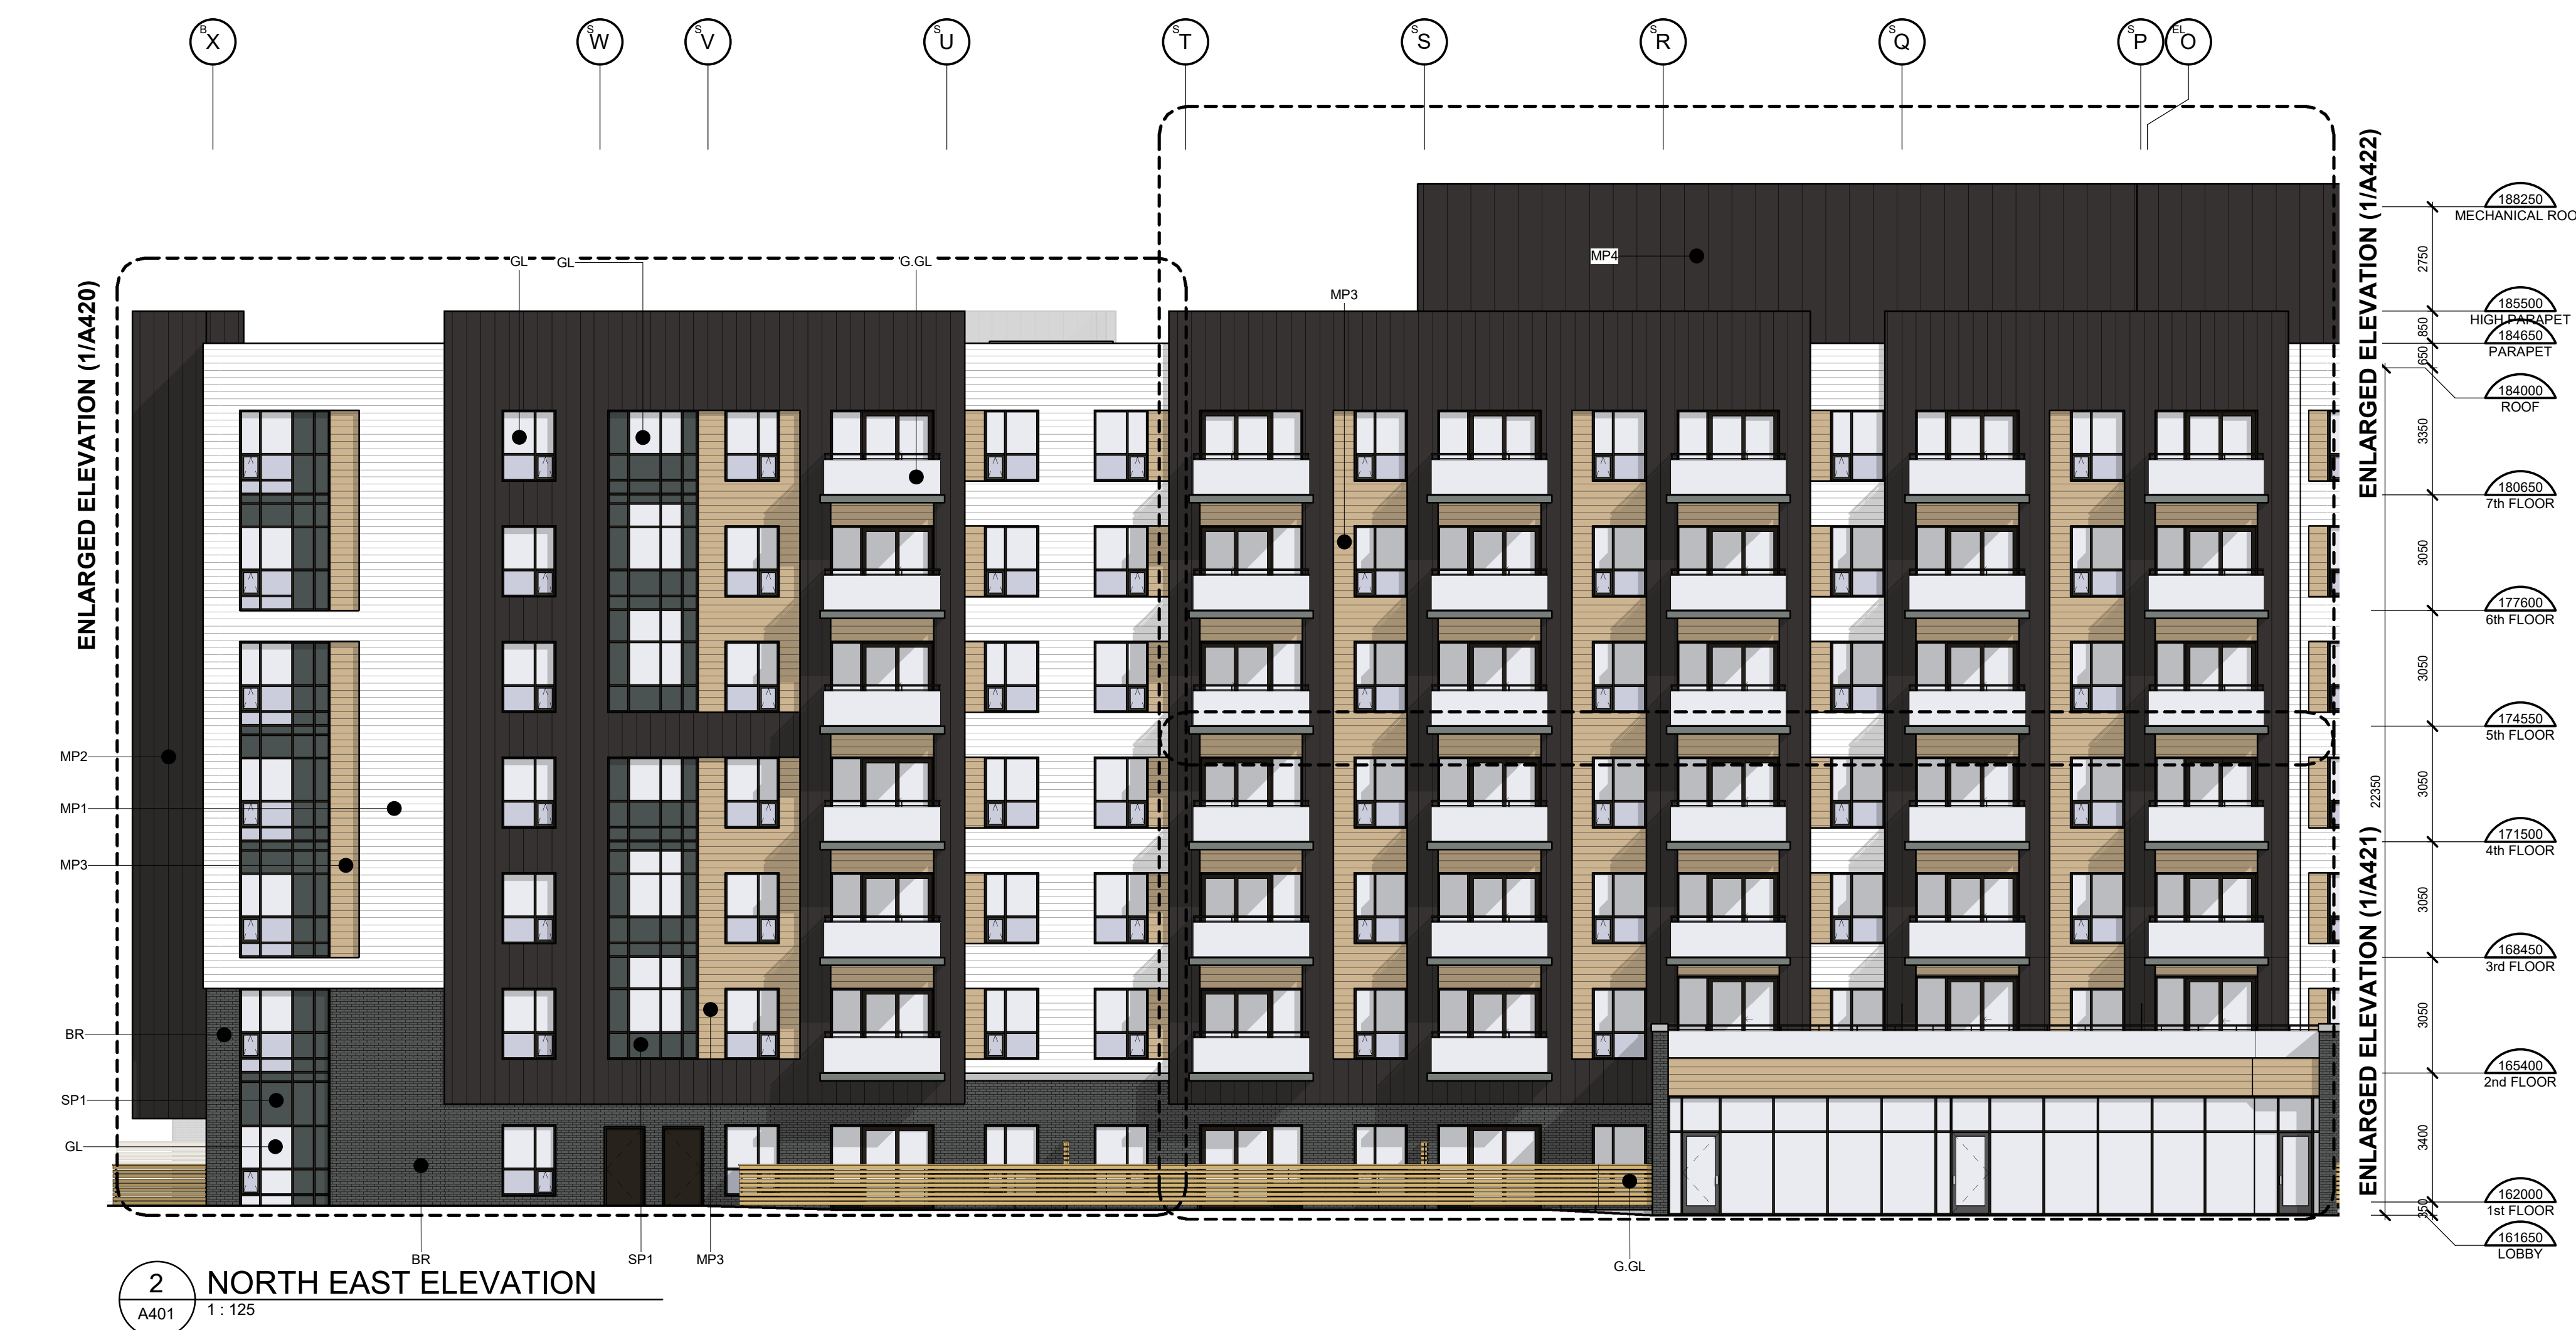 B X
S W
S V
S U
S T
S S
S R
S Q
S P
EL O
ENLARGED ELEVATION (1/A420)
ENLARGED ELEVATION (1/A422)
ENLARGED ELEVATION (1/A421)
GL
GL
G.GL
MP3
MP4
MP2
MP1
MP3
BR
SP1
GL
BR
SP1
MP3
G.GL
188250
MECHANICAL ROO
2750
185500
HIGH PARAPET
850
184650
PARAPET
650
184000
ROOF
3350
180650
7th FLOOR
3050
177600
6th FLOOR
3050
174550
5th FLOOR
3050
22350
171500
4th FLOOR
3050
168450
3rd FLOOR
3050
165400
2nd FLOOR
3400
162000
1st FLOOR
350
161650
LOBBY
2
A401
NORTH EAST ELEVATION
1 : 125